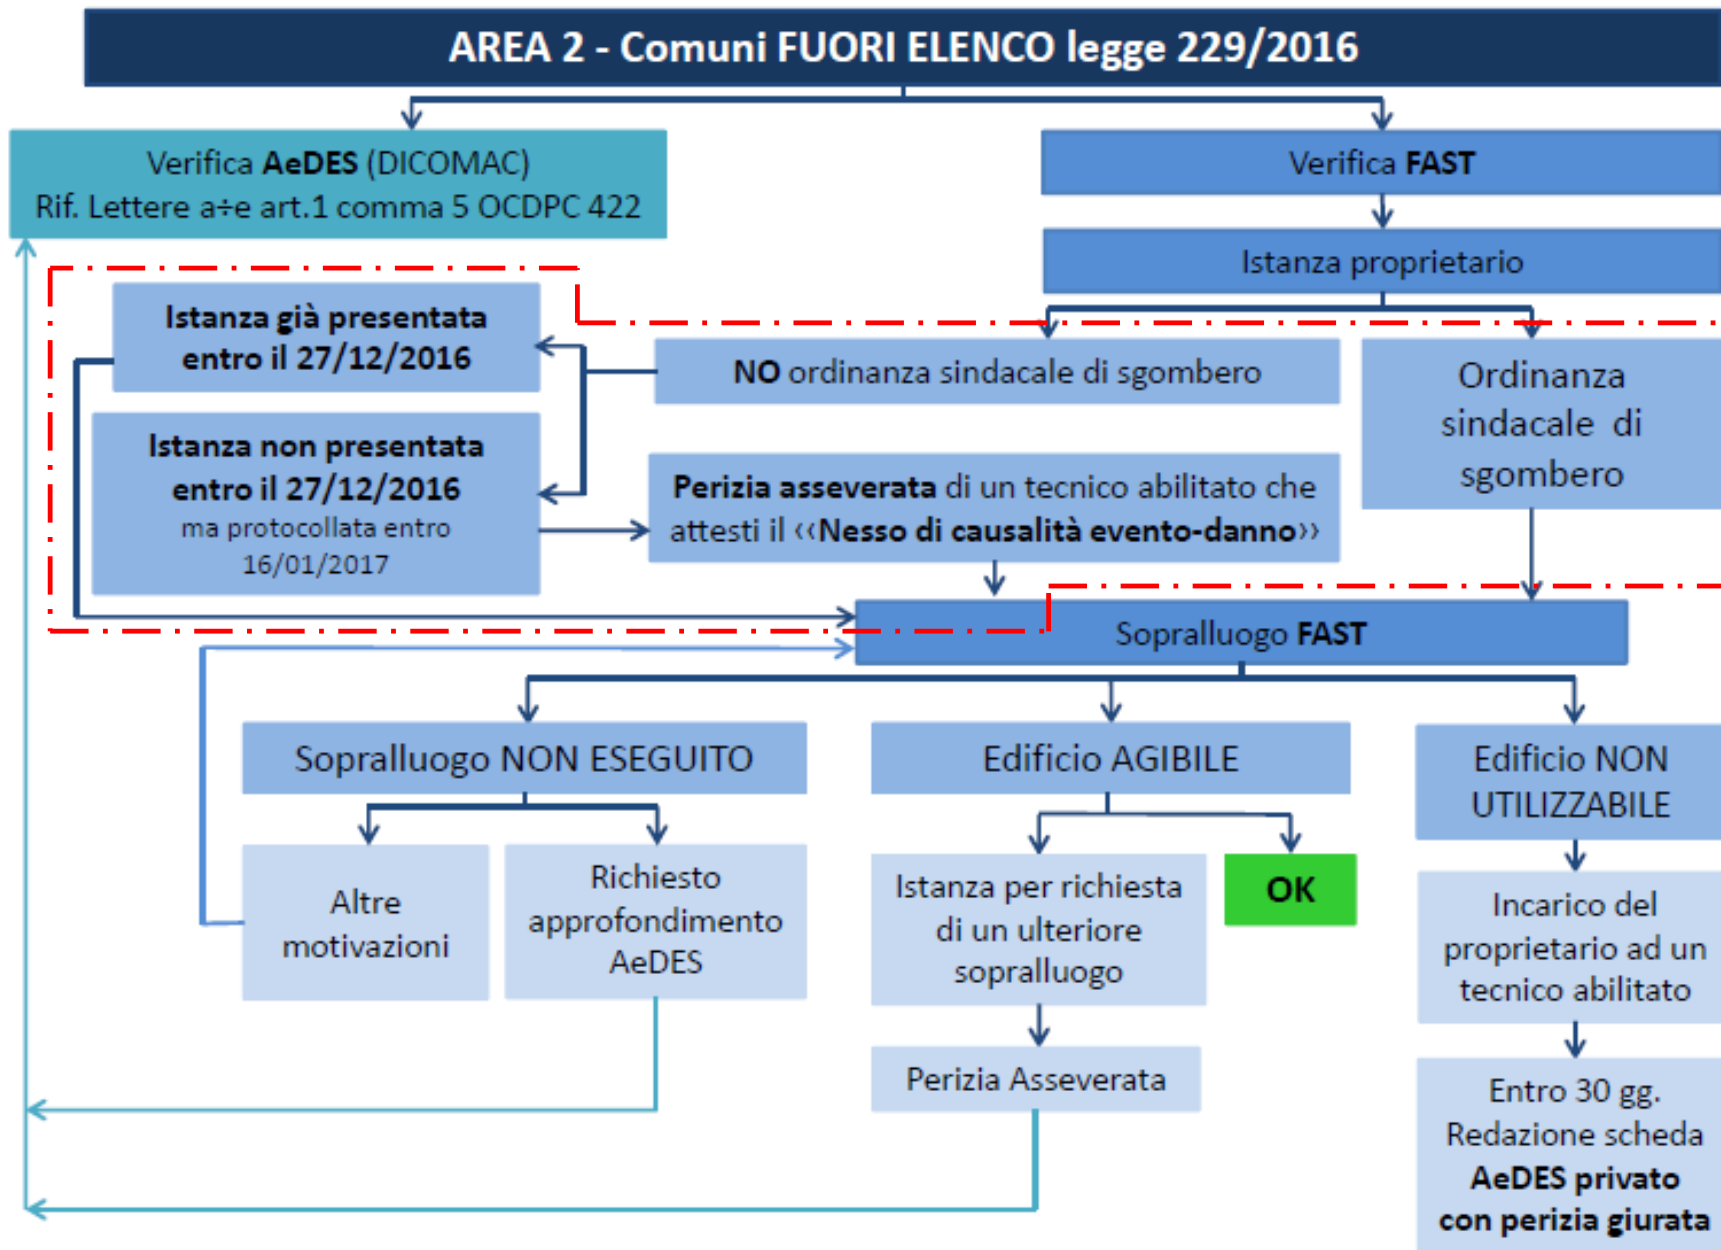 AREA 2 - Comuni FUORI ELENCO legge 229/2016
Verifica AeDES (DICOMAC)
Rif. Lettere a÷e art.1 comma 5 OCDPC 422
Verifica FAST
Istanza proprietario
Istanza già presentata
entro il 27/12/2016
NO ordinanza sindacale di sgombero
Ordinanza
sindacale di
sgombero
Istanza non presentata
entro il 27/12/2016
ma protocollata entro
16/01/2017
Perizia asseverata di un tecnico abilitato che
attesti il ‹‹Nesso di causalità evento-danno››
Sopralluogo FAST
Sopralluogo NON ESEGUITO
Edificio AGIBILE
Edificio NON
UTILIZZABILE
Altre
motivazioni
Richiesto
approfondimento
AeDES
Istanza per richiesta
di un ulteriore
sopralluogo
OK
Incarico del
proprietario ad un
tecnico abilitato
Perizia Asseverata
Entro 30 gg.
Redazione scheda
AeDES privato
con perizia giurata